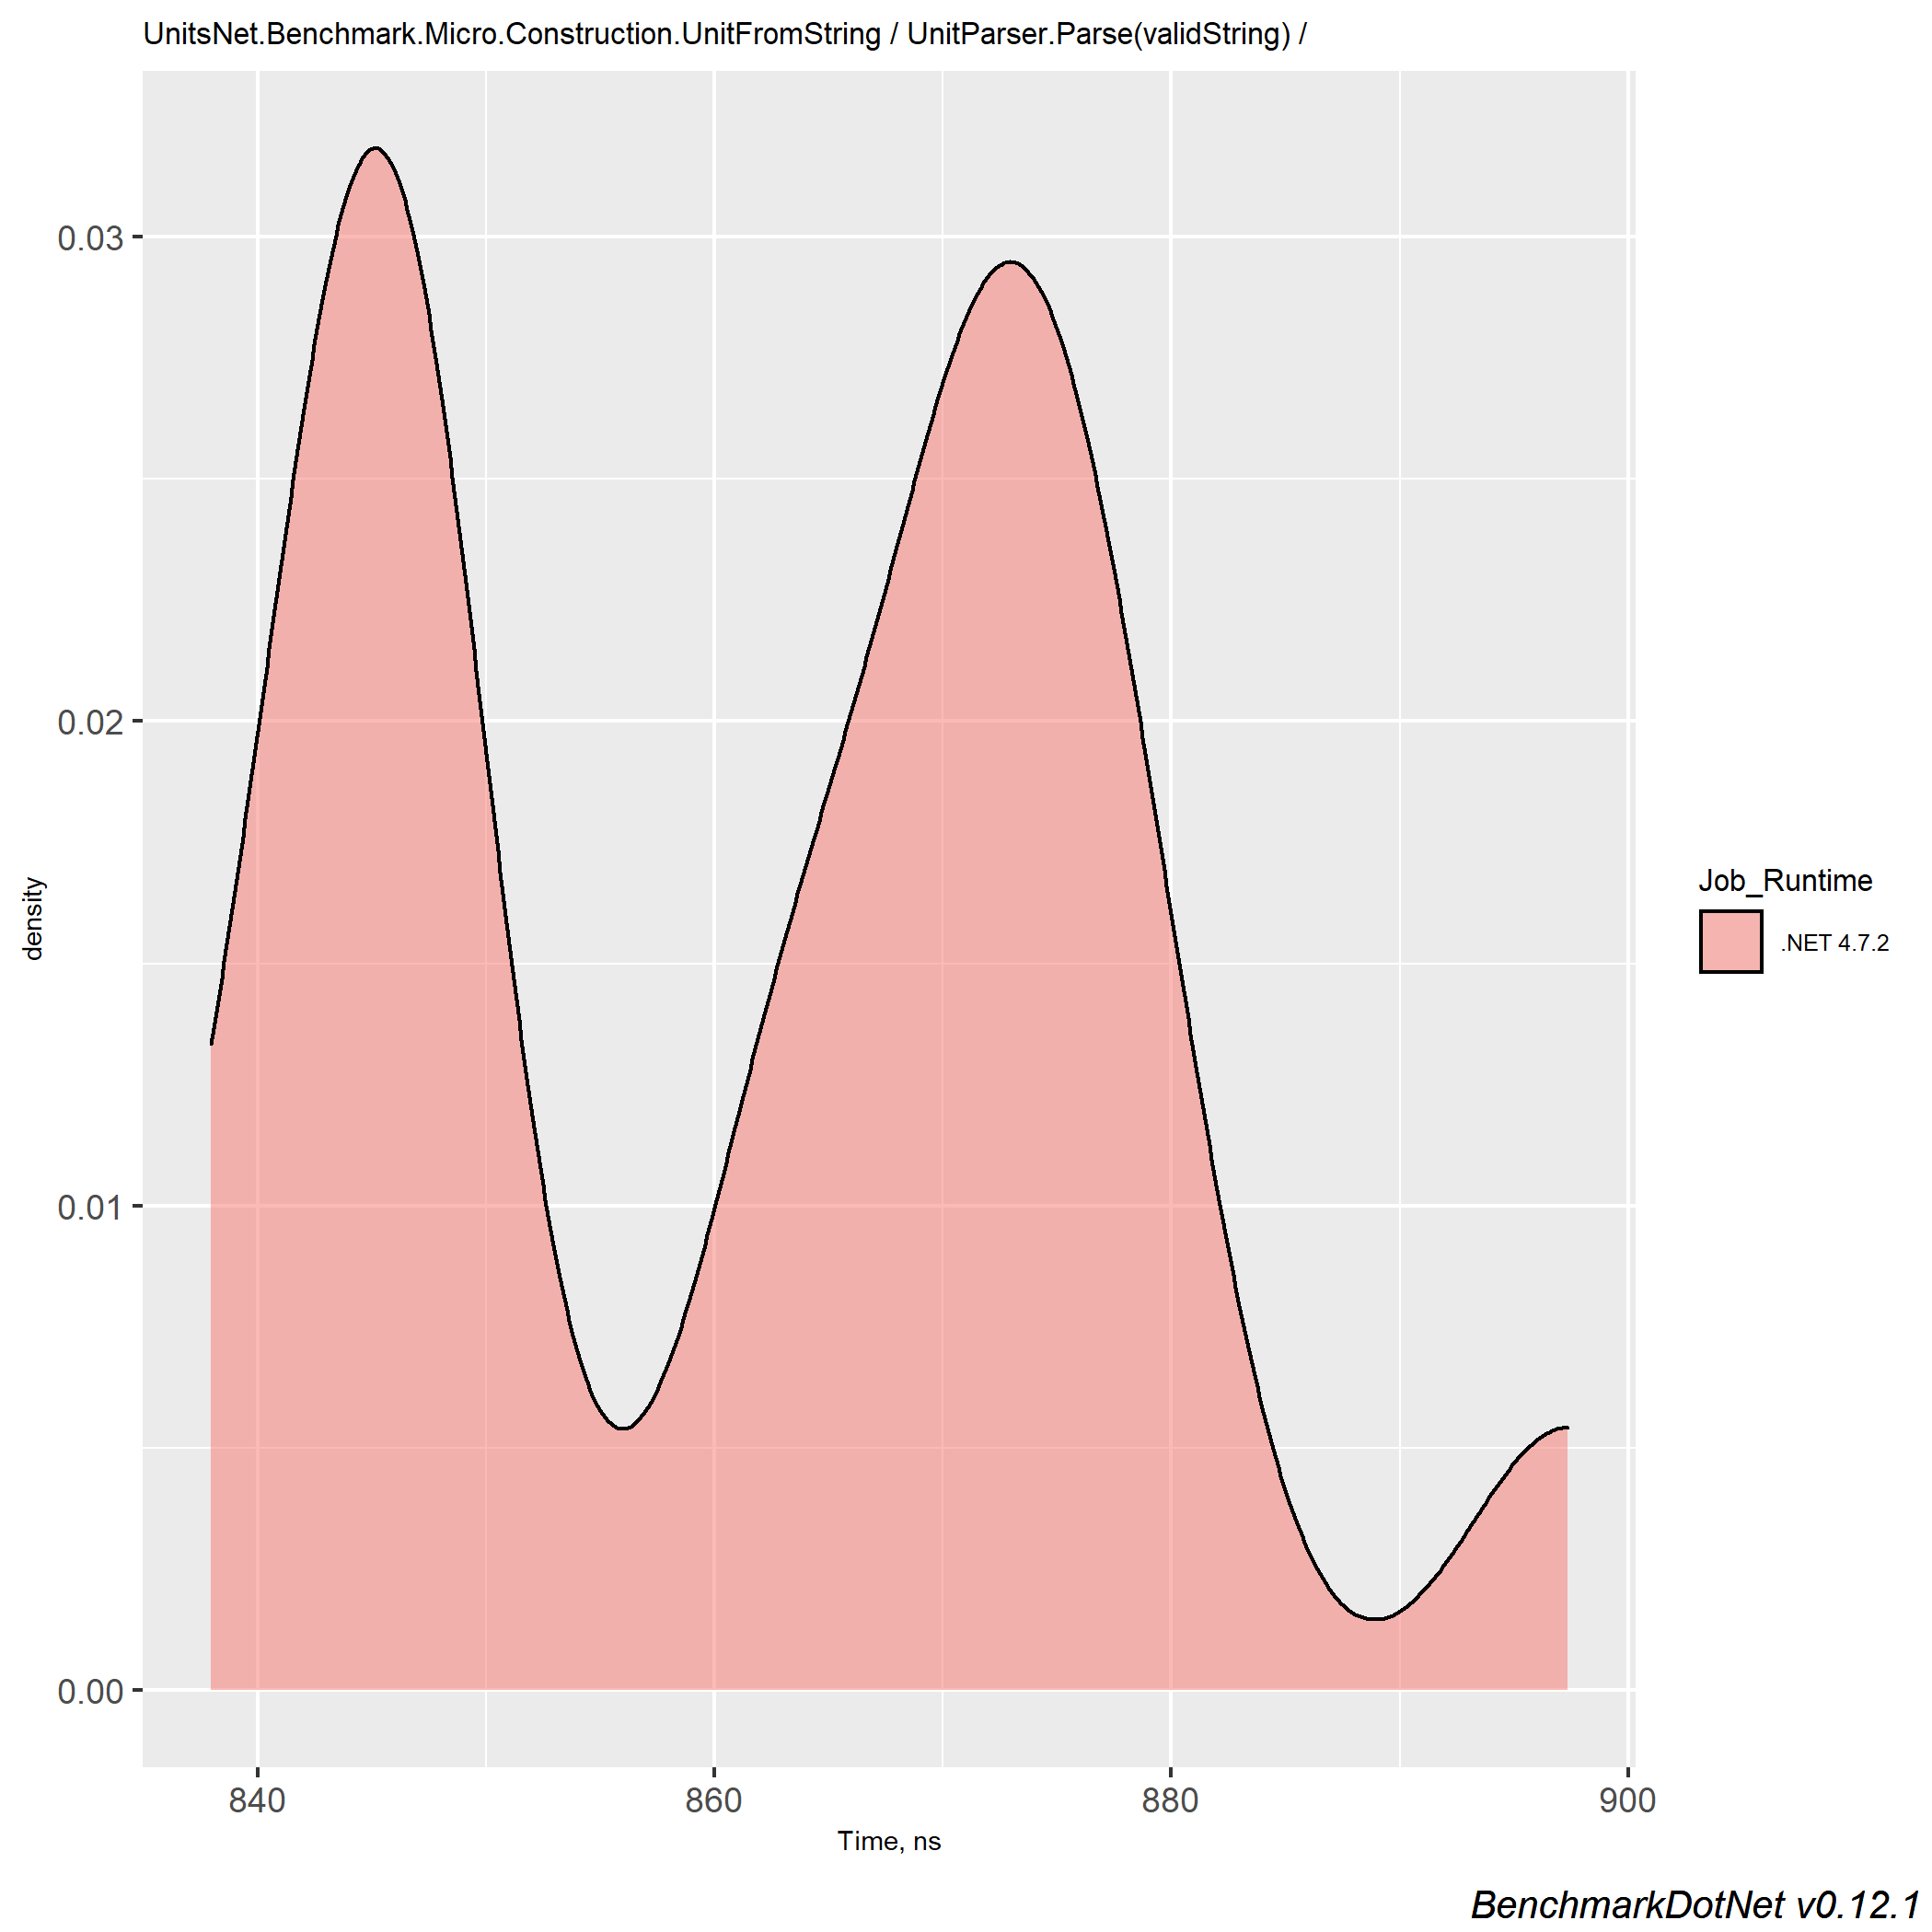 UnitsNet.Benchmark.Micro.Construction.UnitFromString / UnitParser.Parse(validString) /
0.03
0.02
0.01
0.00
density
840 860 880 900
Time, ns
Job_Runtime
.NET 4.7.2
BenchmarkDotNet v0.12.1